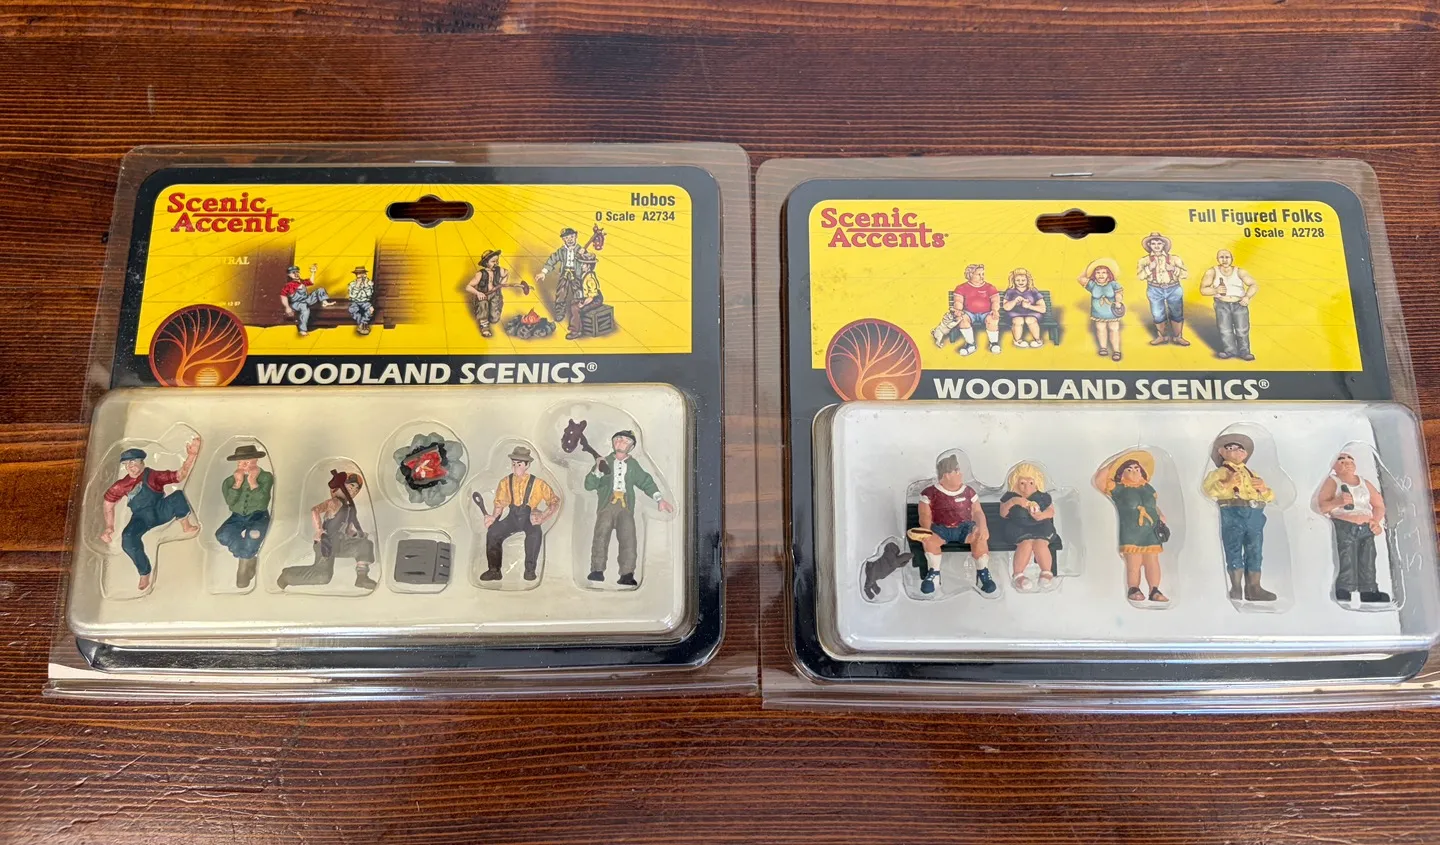 Scenic
Accents
Hobos
O Scale A2734
WOODLAND SCENICS®
Scenic
Accents
Full Figured Folks
O Scale A2728
WOODLAND SCENICS®